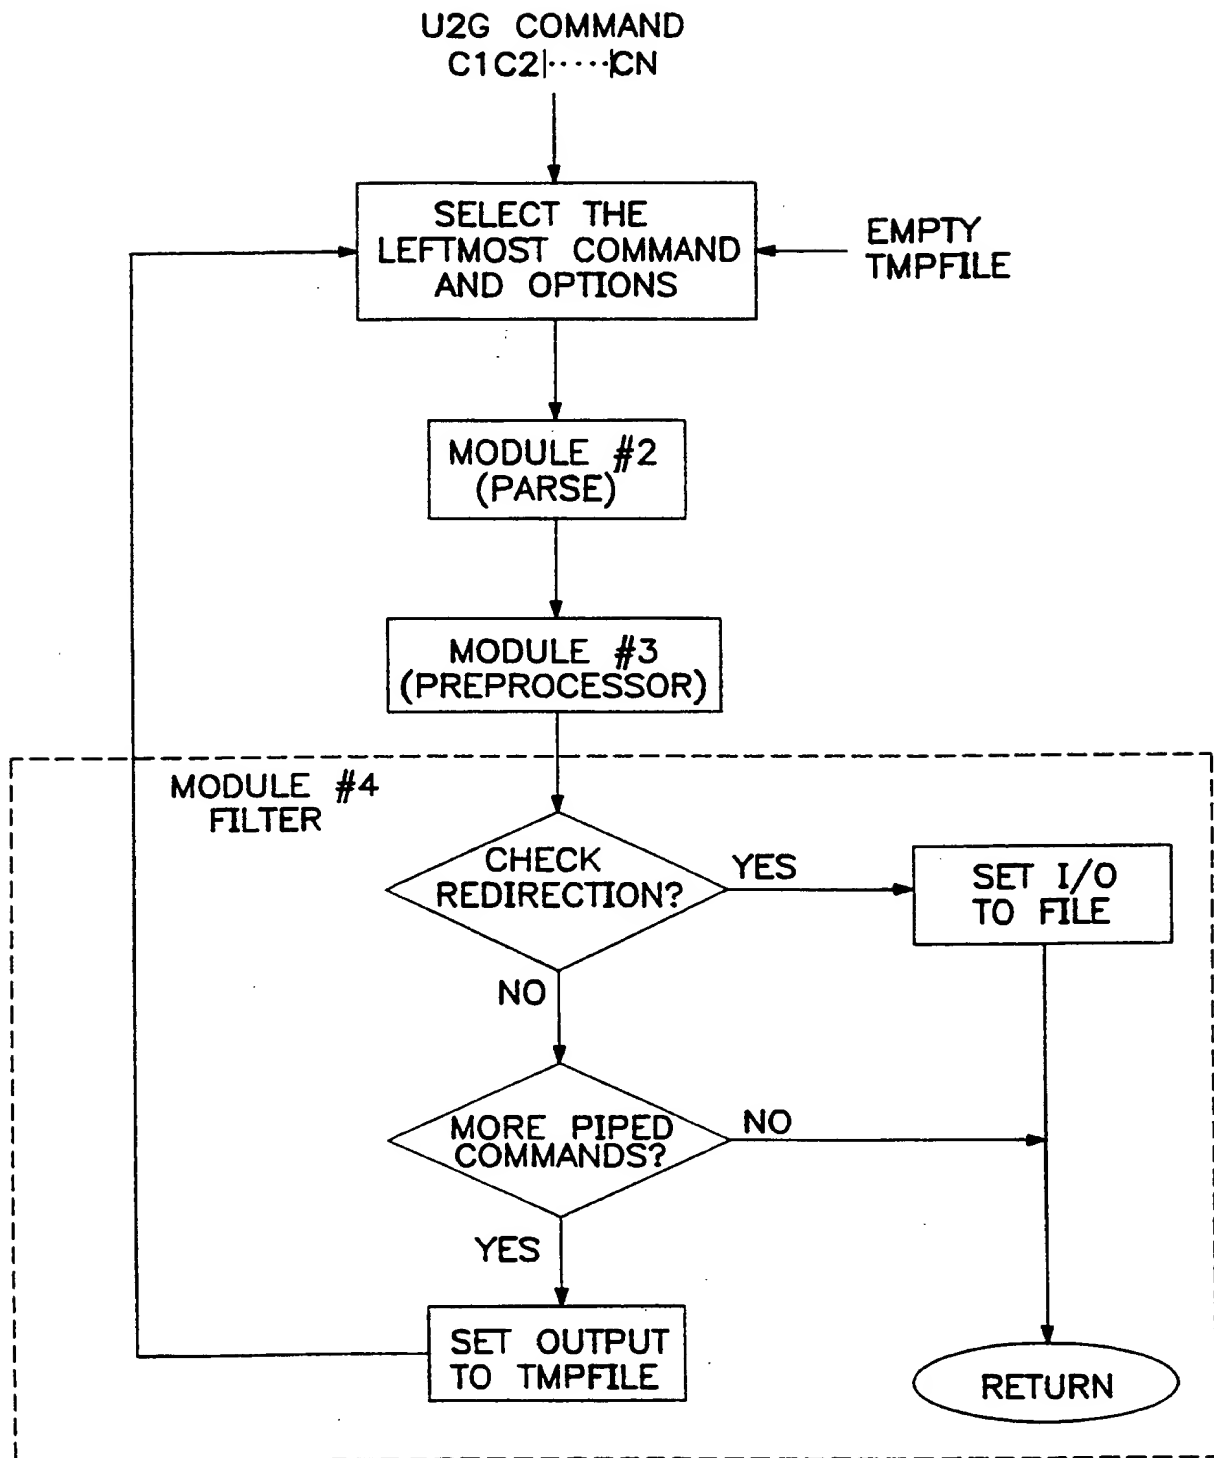 U2G COMMAND
C1C2|·····|CN
SELECT THE
LEFTMOST COMMAND
AND OPTIONS
EMPTY
TMPFILE
MODULE #2
(PARSE)
MODULE #3
(PREPROCESSOR)
MODULE #4
FILTER
CHECK
REDIRECTION?
YES
SET I/O
TO FILE
NO
MORE PIPED
COMMANDS?
NO
YES
SET OUTPUT
TO TMPFILE
RETURN